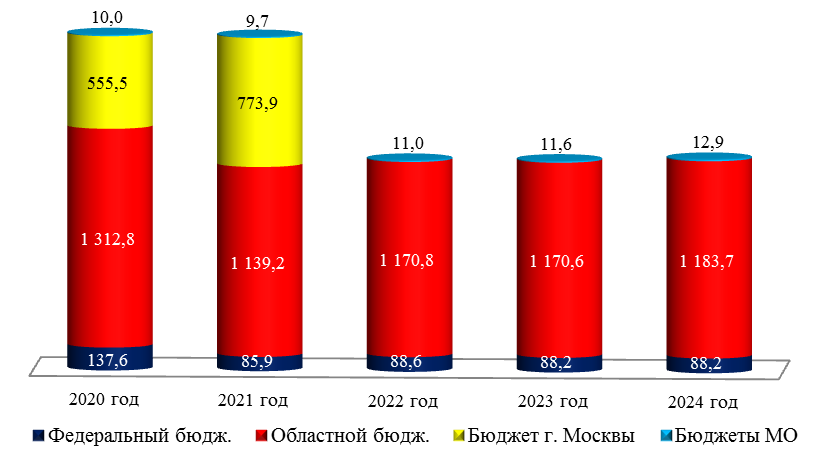 10,0 9,7
555,5 773,9
11,0 11,6 12,9
1 312,8 1 139,2 1 170,8 1 170,6 1 183,7
137,6 85,9 88,6 88,2 88,2
2020 год 2021 год 2022 год 2023 год 2024 год
Федеральный бюдж. Областной бюдж. Бюджет г. Москвы Бюджеты МО